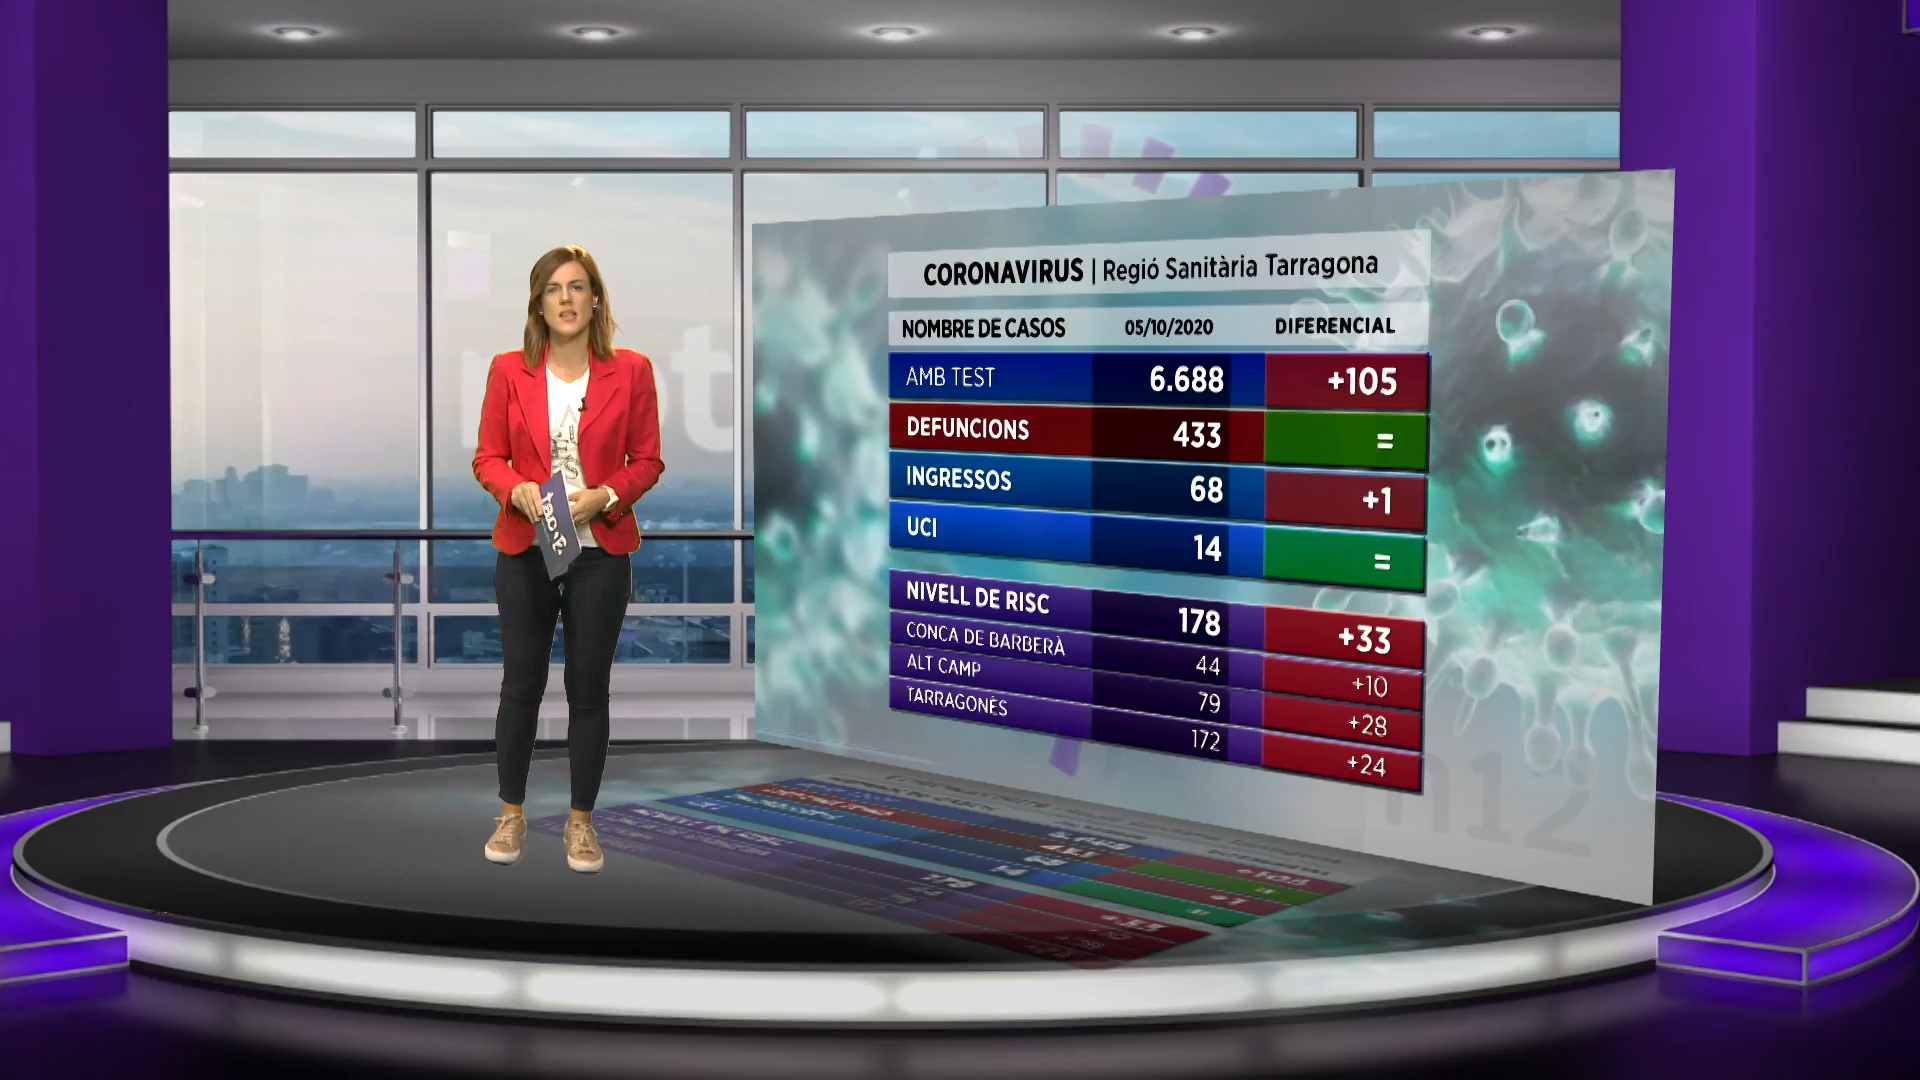 CORONAVIRUS | Regió Sanitària Tarragona
NOMBRE DE CASOS 05/10/2020 DIFERENCIAL
AMB TEST 6.688 +105
DEFUNCIONS 433 =
INGRESSOS 68 +1
UCI 14 =
NIVELL DE RISC 178 +33
CONCA DE BARBERÀ 44 +10
ALT CAMP 79 +28
TARRAGONÈS 172 +24
n12